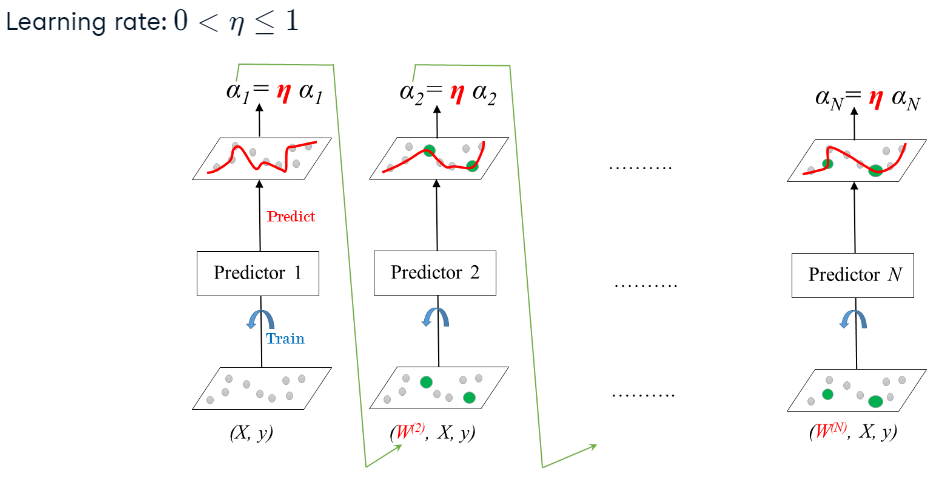 Learning rate: 0 < η ≤ 1
α₁= η α₁
α₂= η α₂
αN= η αN
..........
Predict
Predictor 1
Predictor 2
..........
Predictor N
Train
..........
(X, y)
(W⁽²⁾, X, y)
(W⁽ᴺ⁾, X, y)